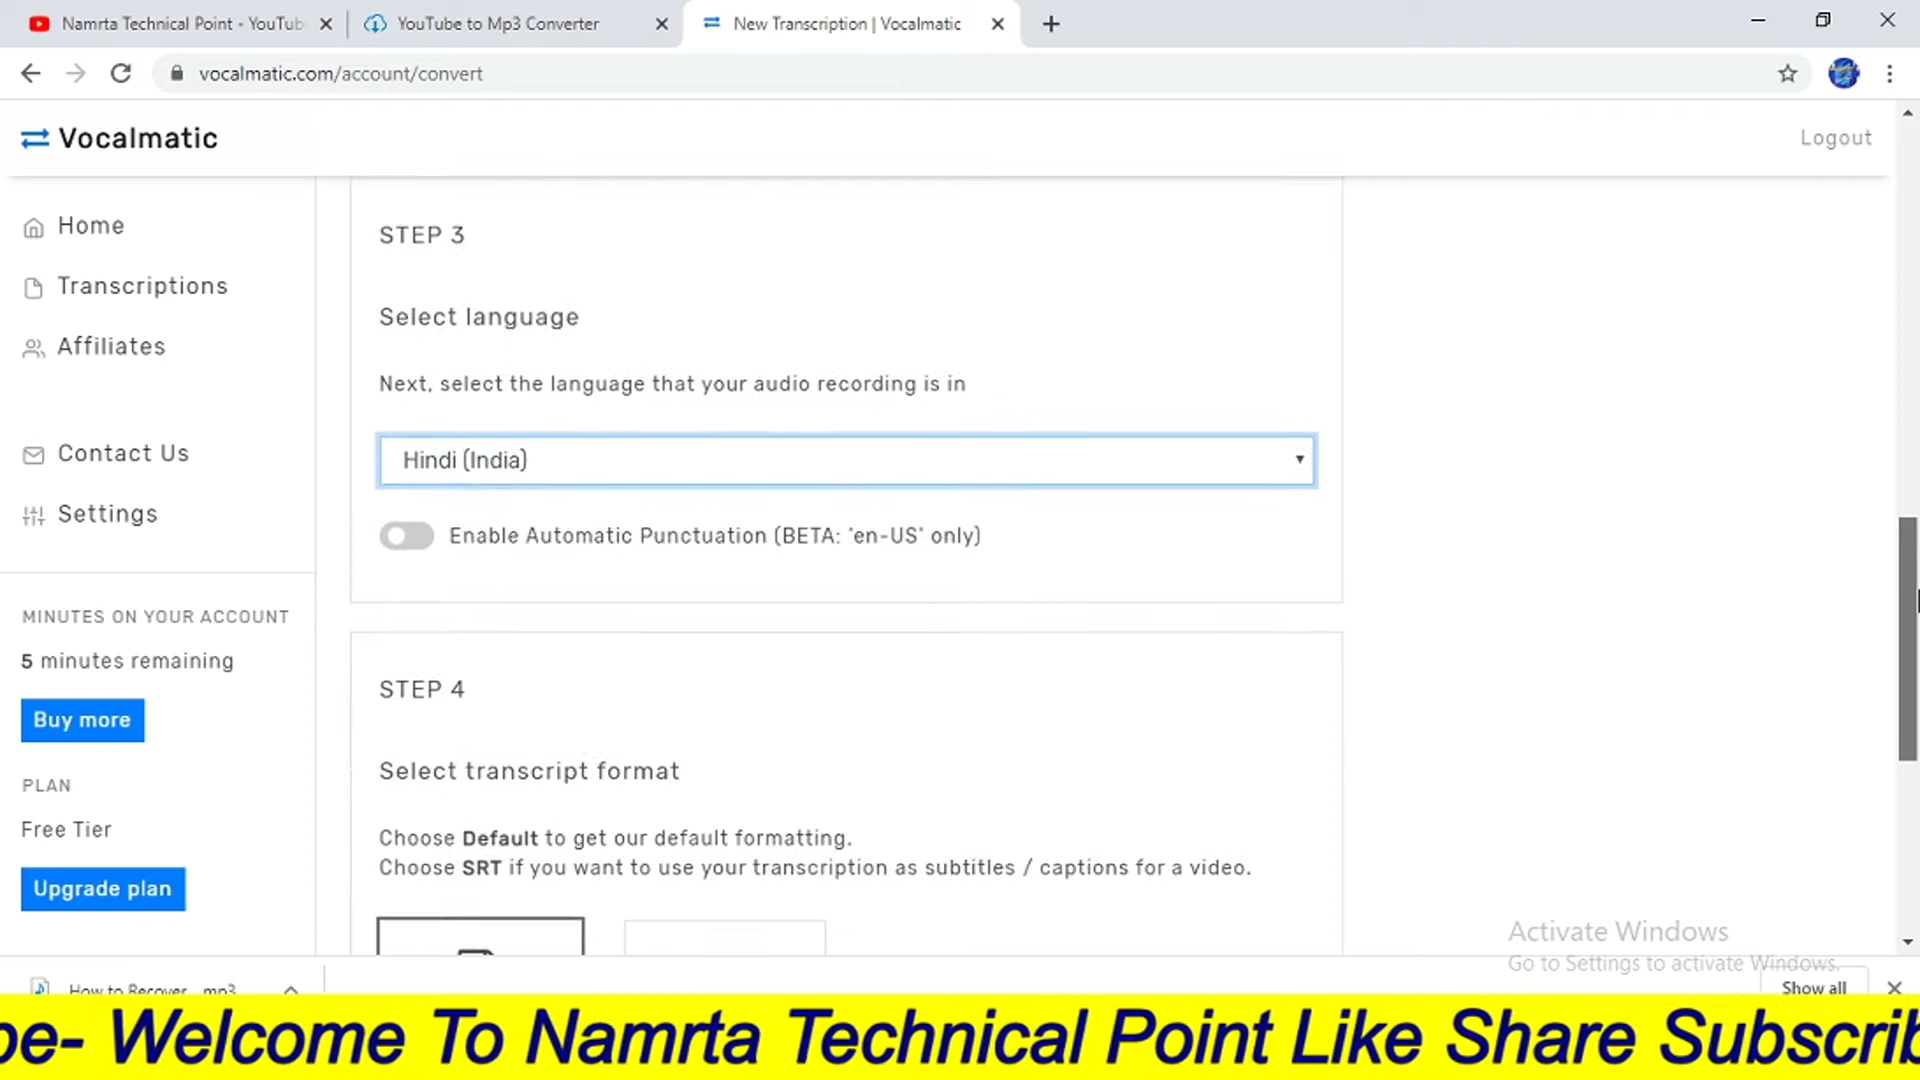 Namrta Technical Point - YouTub
YouTube to Mp3 Converter
New Transcription | Vocalmatic
vocalmatic.com/account/convert
Vocalmatic
Logout
Home
Transcriptions
Affiliates
Contact Us
Settings
MINUTES ON YOUR ACCOUNT
5 minutes remaining
Buy more
PLAN
Free Tier
Upgrade plan
STEP 3
Select language
Next, select the language that your audio recording is in
Hindi (India)
Enable Automatic Punctuation (BETA: 'en-US' only)
STEP 4
Select transcript format
Choose Default to get our default formatting.
Choose SRT if you want to use your transcription as subtitles / captions for a video.
Activate Windows
Go to Settings to activate Windows.
How to Recover....mp3
Show all
be- Welcome To Namrta Technical Point Like Share Subscrib